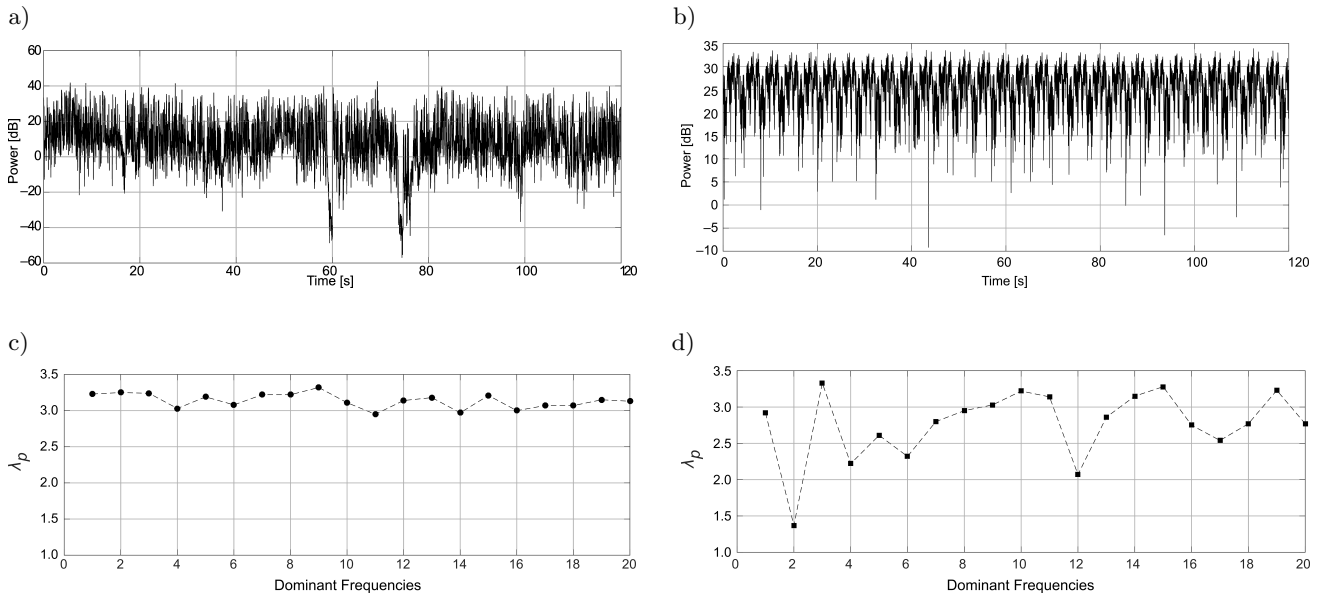 a)
60
40
20
0
–20
–40
–60
Power [dB]
0 20 40 60 80 100 120
Time [s]
b)
35
30
25
20
15
10
5
0
–5
–10
Power [dB]
0 20 40 60 80 100 120
Time [s]
c)
3.5
3.0
2.5
2.0
1.5
1.0
λp
0 2 4 6 8 10 12 14 16 18 20
Dominant Frequencies
d)
3.5
3.0
2.5
2.0
1.5
1.0
λp
0 2 4 6 8 10 12 14 16 18 20
Dominant Frequencies